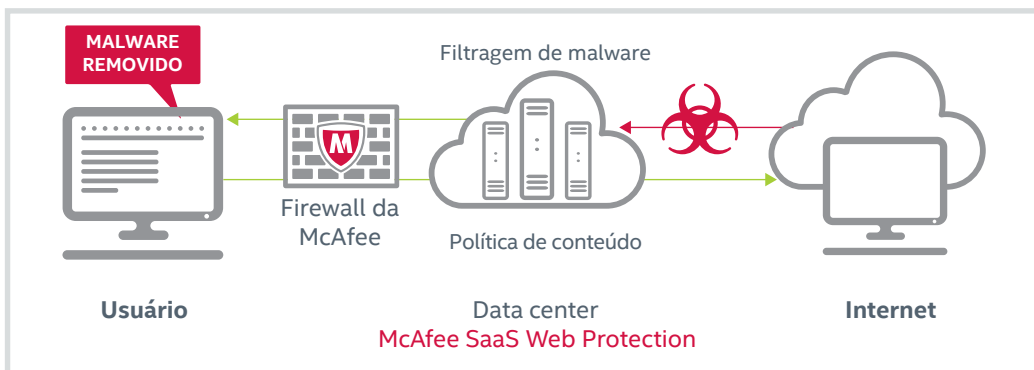 MALWARE
REMOVIDO
Filtragem de malware
M
Firewall da
McAfee
Política de conteúdo
Usuário
Data center
McAfee SaaS Web Protection
Internet